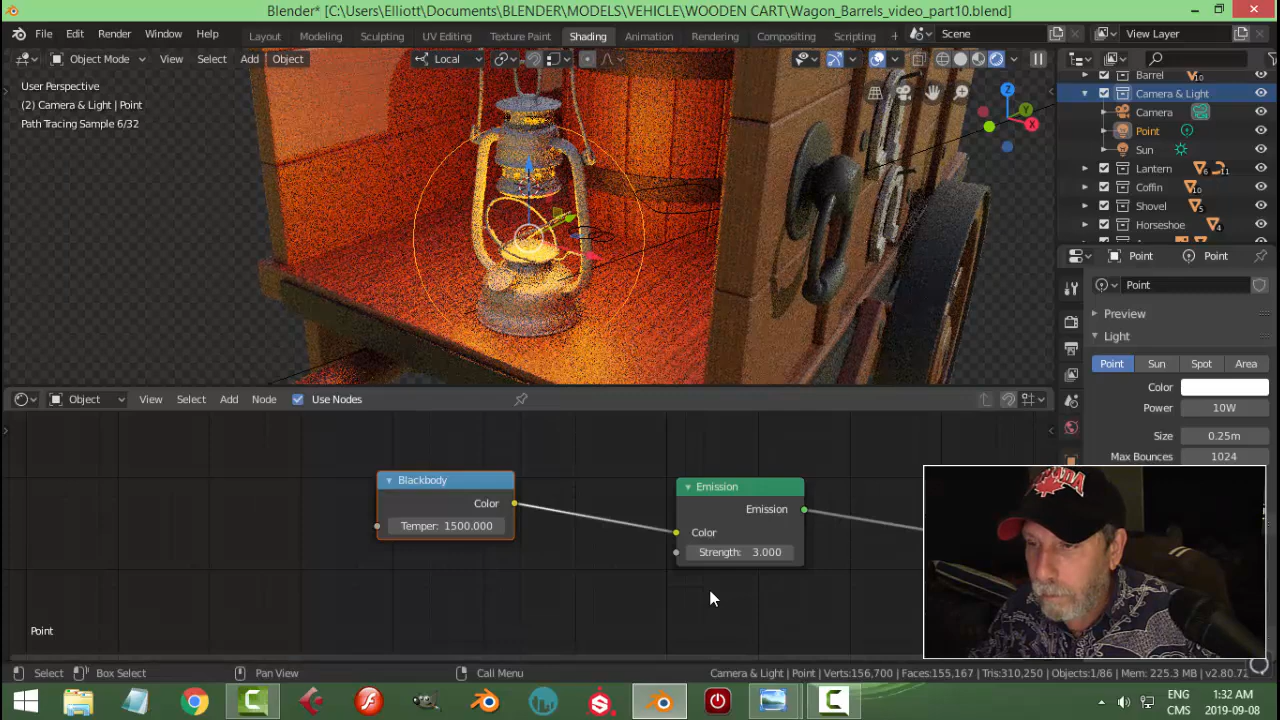 Blender* [C:\Users\Elliott\Documents\BLENDER\MODELS\VEHICLE\WOODEN CART\Wagon_Barrels_video_part10.blend]
File Edit Render Window Help Layout Modeling Sculpting UV Editing Texture Paint Shading Animation Rendering Compositing Scripting + Scene View Layer
Object Mode View Select Add Object Local
User Perspective
(2) Camera & Light | Point
Path Tracing Sample 6/32
Z
Y
X
Barrel 10
Camera & Light
Camera
Point
Sun
Lantern 6 11
Coffin 10
Shovel 5
Horseshoe 4
Point Point
Point
Preview
Light
Point Sun Spot Area
Color
Power 10W
Size 0.25m
Max Bounces 1024
Object View Select Add Node Use Nodes
Blackbody
Color
Temper: 1500.000
Emission
Emission
Color
Strength: 3.000
CANADA
Point
Select Box Select Pan View Call Menu Camera & Light | Point | Verts:156,700 | Faces:155,167 | Tris:310,250 | Objects:1/86 | Mem: 225.3 MB | v2.80.7
ENG
CMS
1:32 AM
2019-09-08